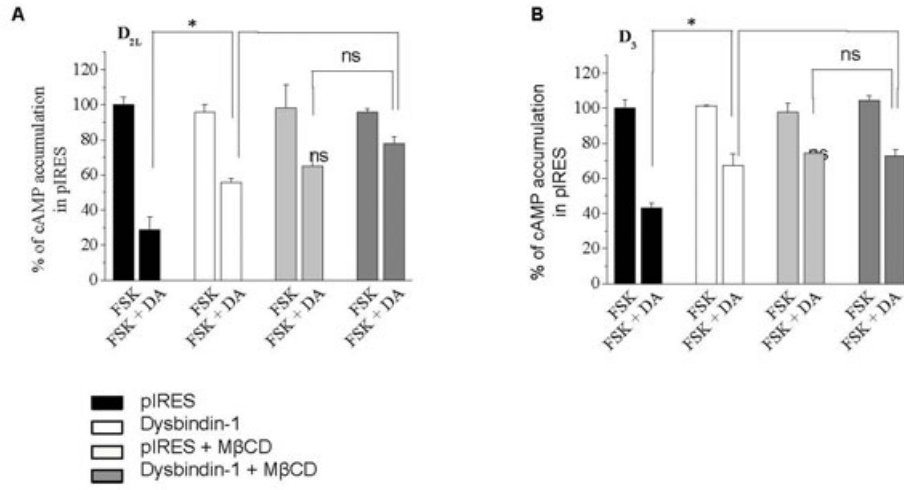 A
D2L
*
ns
ns
% of cAMP accumulation
in pIRES
120
100
80
60
40
20
0
FSK
FSK + DA
FSK
FSK + DA
FSK
FSK + DA
FSK
FSK + DA
B
D3
*
ns
ns
% of cAMP accumulation
in pIRES
120
100
80
60
40
20
0
FSK
FSK + DA
FSK
FSK + DA
FSK
FSK + DA
FSK
FSK + DA
pIRES
Dysbindin-1
pIRES + MβCD
Dysbindin-1 + MβCD